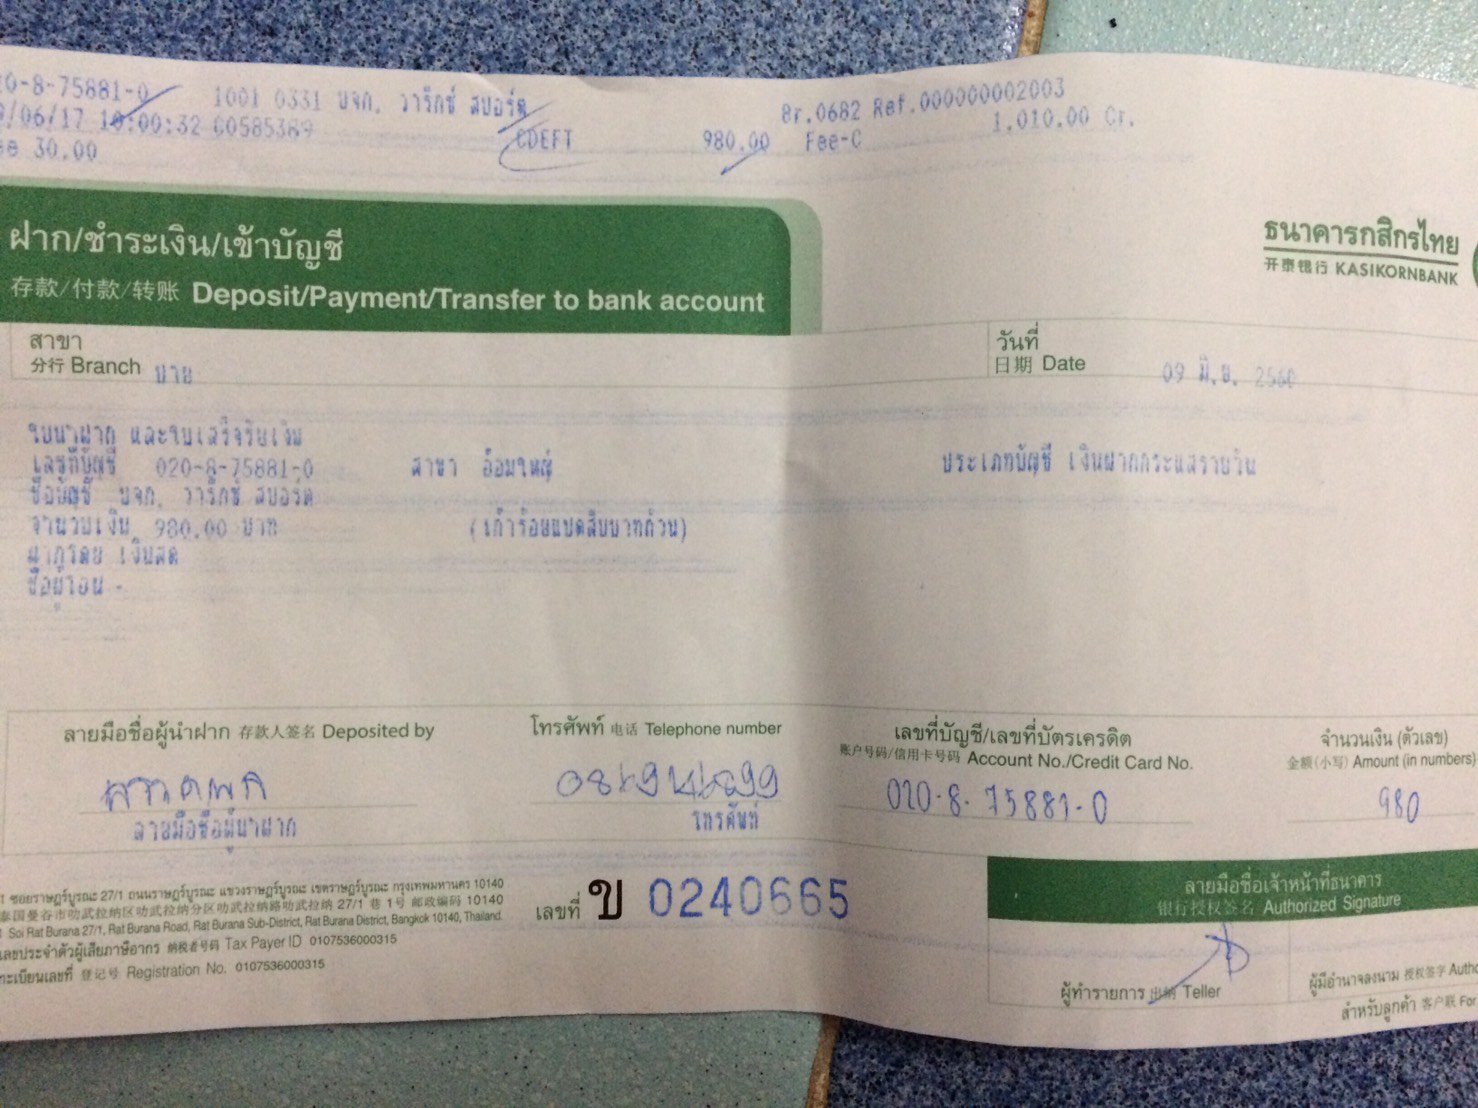 20-8-75881-0 1001 0331 บจก. วาริกซ์ สปอร์ต Br.0682 Ref.000000002003
/06/17 10:00:32 C0585389 CDEFT 980.00 Fee-C 1,010.00 Cr.
30.00
ฝาก/ชำระเงิน/เข้าบัญชี
存款/付款/转账 Deposit/Payment/Transfer to bank account
ธนาคารกสิกรไทย
开泰银行 KASIKORNBANK
สาขา
分行 Branch ปาย
วันที่
日期 Date 09 มิ.ย. 2560
ใบนำฝาก และใบเสร็จรับเงิน
เลขที่บัญชี 020-8-75881-0 สาขา อ้อมใหญ่ ประเภทบัญชี เงินฝากกระแสรายวัน
ชื่อบัญชี บจก. วาริกซ์ สปอร์ต
จำนวนเงิน 980.00 บาท (เก้าร้อยแปดสิบบาทถ้วน)
ฝากโดย เงินสด
ชื่อผู้โอน -
ลายมือชื่อผู้นำฝาก 存款人签名 Deposited by
ลายมือชื่อผู้นำฝาก
โทรศัพท์ 电话 Telephone number
โทรศัพท์
เลขที่บัญชี/เลขที่บัตรเครดิต
账户号码/信用卡号码 Account No./Credit Card No.
020-8-75881-0
จำนวนเงิน (ตัวเลข)
金额(小写) Amount (in numbers)
980
1 ซอยราษฎร์บูรณะ 27/1 ถนนราษฎร์บูรณะ แขวงราษฎร์บูรณะ เขตราษฎร์บูรณะ กรุงเทพมหานคร 10140
泰国曼谷市叻武拉纳区叻武拉纳分区叻武拉纳路叻武拉纳 27/1 巷 1号 邮政编码 10140
Soi Rat Burana 27/1, Rat Burana Road, Rat Burana Sub-District, Rat Burana District, Bangkok 10140, Thailand.
เลขประจำตัวผู้เสียภาษีอากร 纳税者号码 Tax Payer ID 0107536000315
ทะเบียนเลขที่ 登记号 Registration No. 0107536000315
เลขที่ ข 0240665
ลายมือชื่อเจ้าหน้าที่ธนาคาร
银行授权签名 Authorized Signature
ผู้ทำรายการ 出纳 Teller
ผู้มีอำนาจลงนาม 授权签字
สำหรับลูกค้า 客户联 For